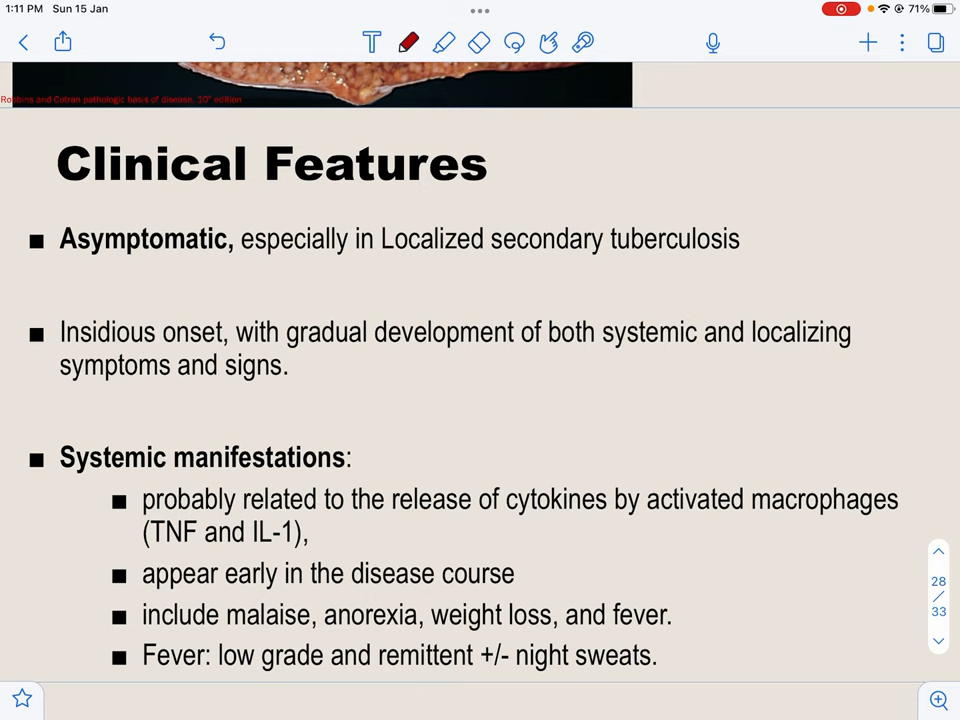 1:11 PM Sun 15 Jan
71%
Robbins and Cotran pathologic basis of disease, 10° edition
Clinical Features
■ Asymptomatic, especially in Localized secondary tuberculosis
■ Insidious onset, with gradual development of both systemic and localizing
symptoms and signs.
■ Systemic manifestations:
■ probably related to the release of cytokines by activated macrophages
(TNF and IL-1),
■ appear early in the disease course
■ include malaise, anorexia, weight loss, and fever.
■ Fever: low grade and remittent +/- night sweats.
28
/
33